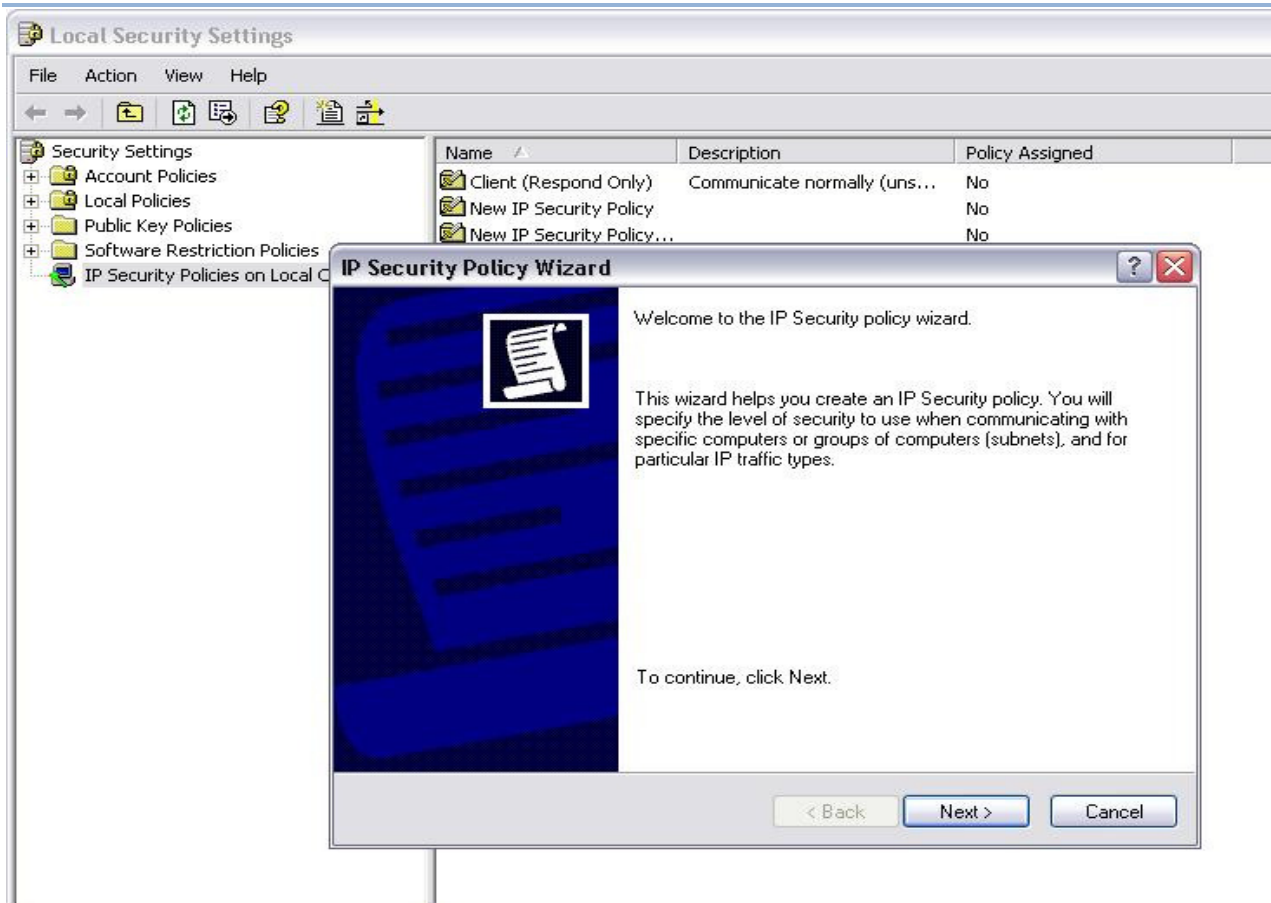 Local Security Settings
File Action View Help
Security Settings
Account Policies
Local Policies
Public Key Policies
Software Restriction Policies
IP Security Policies on Local C
Name Description Policy Assigned
Client (Respond Only) Communicate normally (uns... No
New IP Security Policy No
New IP Security Policy... No
IP Security Policy Wizard
Welcome to the IP Security policy wizard.
This wizard helps you create an IP Security policy. You will
specify the level of security to use when communicating with
specific computers or groups of computers (subnets), and for
particular IP traffic types.
To continue, click Next.
< Back Next > Cancel